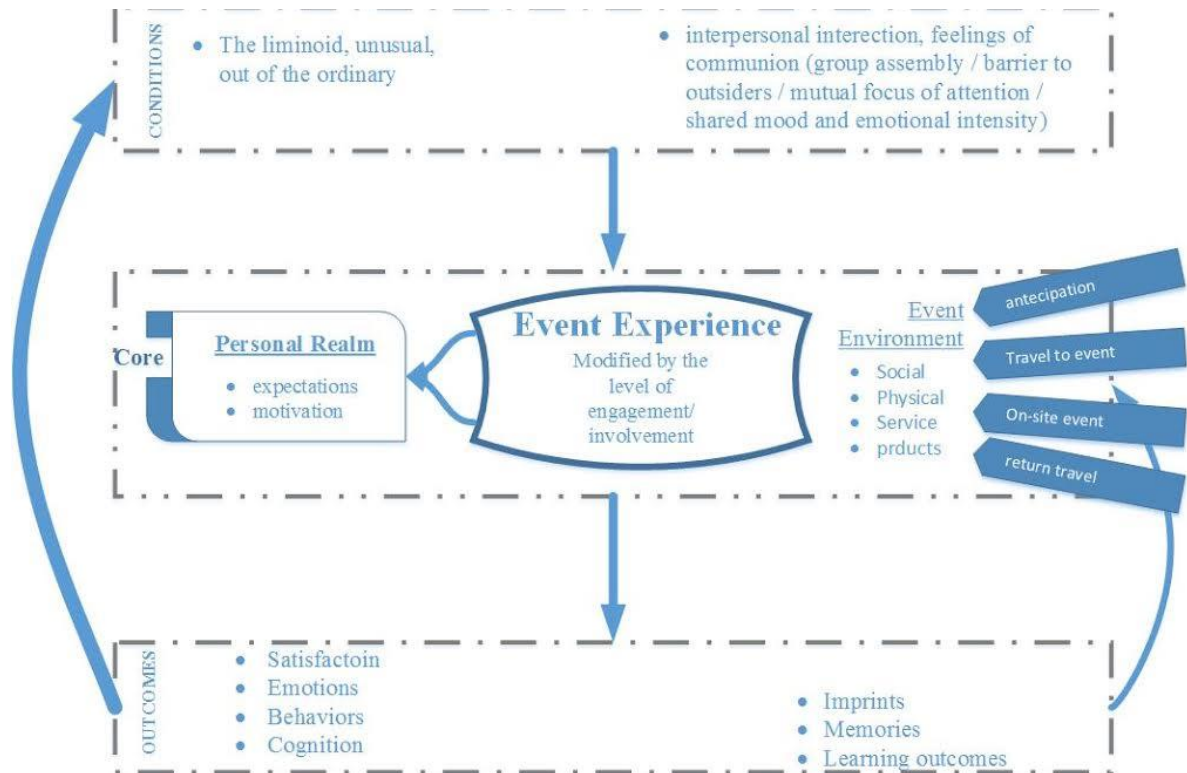 CONDITIONS
• The liminoid, unusual,
out of the ordinary
• interpersonal interection, feelings of
communion (group assembly / barrier to
outsiders / mutual focus of attention /
shared mood and emotional intensity)
Core
Personal Realm
• expectations
• motivation
Event Experience
Modified by the
level of
engagement/
involvement
Event
Environment
• Social
• Physical
• Service
• prducts
antecipation
Travel to event
On-site event
return travel
OUTCOMES
• Satisfactoin
• Emotions
• Behaviors
• Cognition
• Imprints
• Memories
• Learning outcomes